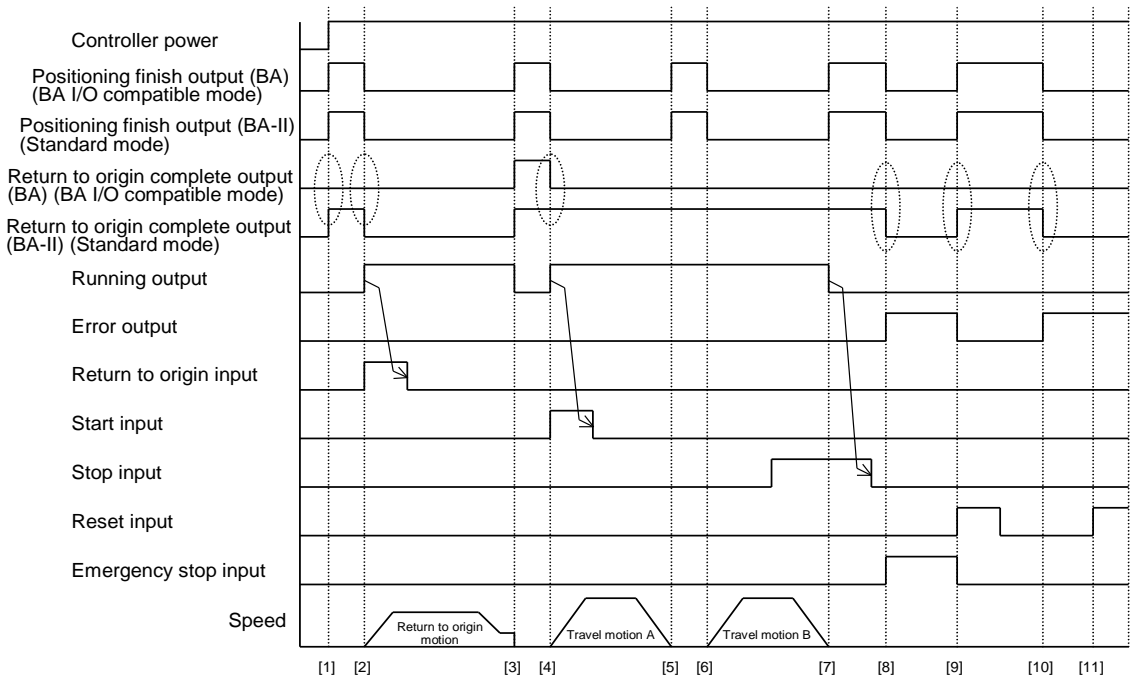 Controller power
Positioning finish output (BA)
(BA I/O compatible mode)
Positioning finish output (BA-II)
(Standard mode)
Return to origin complete output
(BA) (BA I/O compatible mode)
Return to origin complete output
(BA-II) (Standard mode)
Running output
Error output
Return to origin input
Start input
Stop input
Reset input
Emergency stop input
Speed
Return to origin
motion
Travel motion A
Travel motion B
[1] [2] [3] [4] [5] [6] [7] [8] [9] [10] [11]